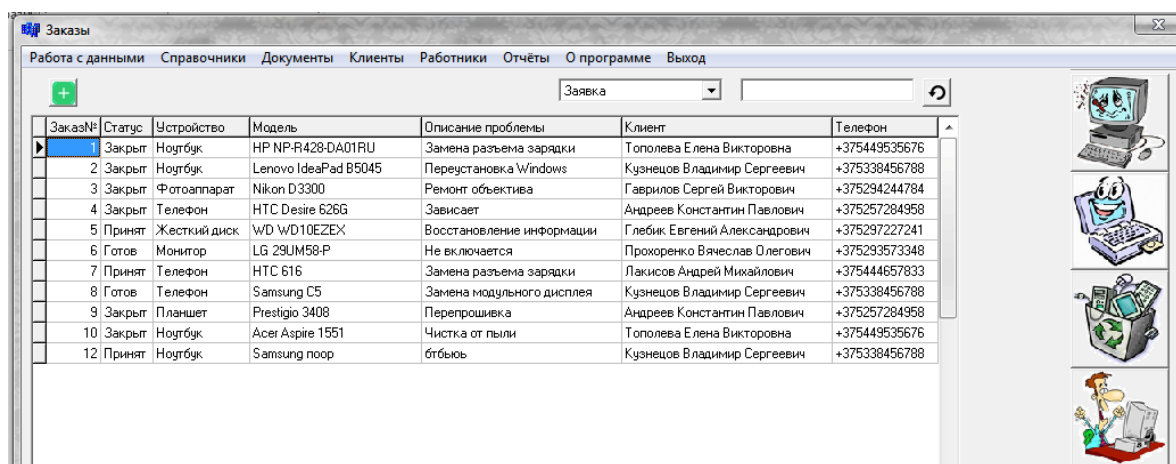 Заказы
Работа с данными Справочники Документы Клиенты Работники Отчёты О программе Выход
Заявка
Заказ№ Статус Устройство Модель Описание проблемы Клиент Телефон
1 Закрыт Ноутбук HP NP-R428-DA01RU Замена разъема зарядки Тополева Елена Викторовна +375449535676
2 Закрыт Ноутбук Lenovo IdeaPad B5045 Переустановка Windows Кузнецов Владимир Сергеевич +375338456788
3 Закрыт Фотоаппарат Nikon D3300 Ремонт объектива Гаврилов Сергей Викторович +375294244784
4 Закрыт Телефон HTC Desire 626G Зависает Андреев Константин Павлович +375257284958
5 Принят Жесткий диск WD WD10EZEX Восстановление информации Глебик Евгений Александрович +375297227241
6 Готов Монитор LG 29UM58-P Не включается Прохоренко Вячеслав Олегович +375293573348
7 Принят Телефон HTC 616 Замена разъема зарядки Лакисов Андрей Михайлович +375444657833
8 Готов Телефон Samsung C5 Замена модульного дисплея Кузнецов Владимир Сергеевич +375338456788
9 Закрыт Планшет Prestigio 3408 Перепрошивка Андреев Константин Павлович +375257284958
10 Закрыт Ноутбук Acer Aspire 1551 Чистка от пыли Тополева Елена Викторовна +375449535676
12 Принят Ноутбук Samsung поор бтбьюь Кузнецов Владимир Сергеевич +375338456788